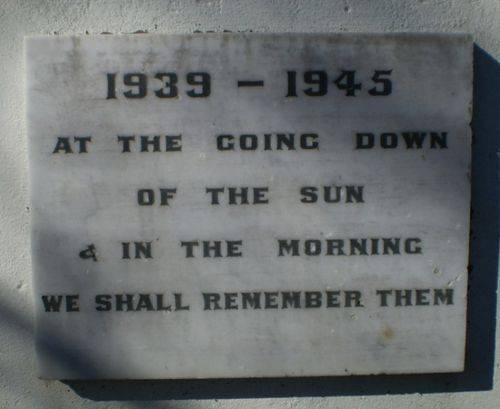 1939 - 1945
AT THE GOING DOWN
OF THE SUN
& IN THE MORNING
WE SHALL REMEMBER THEM